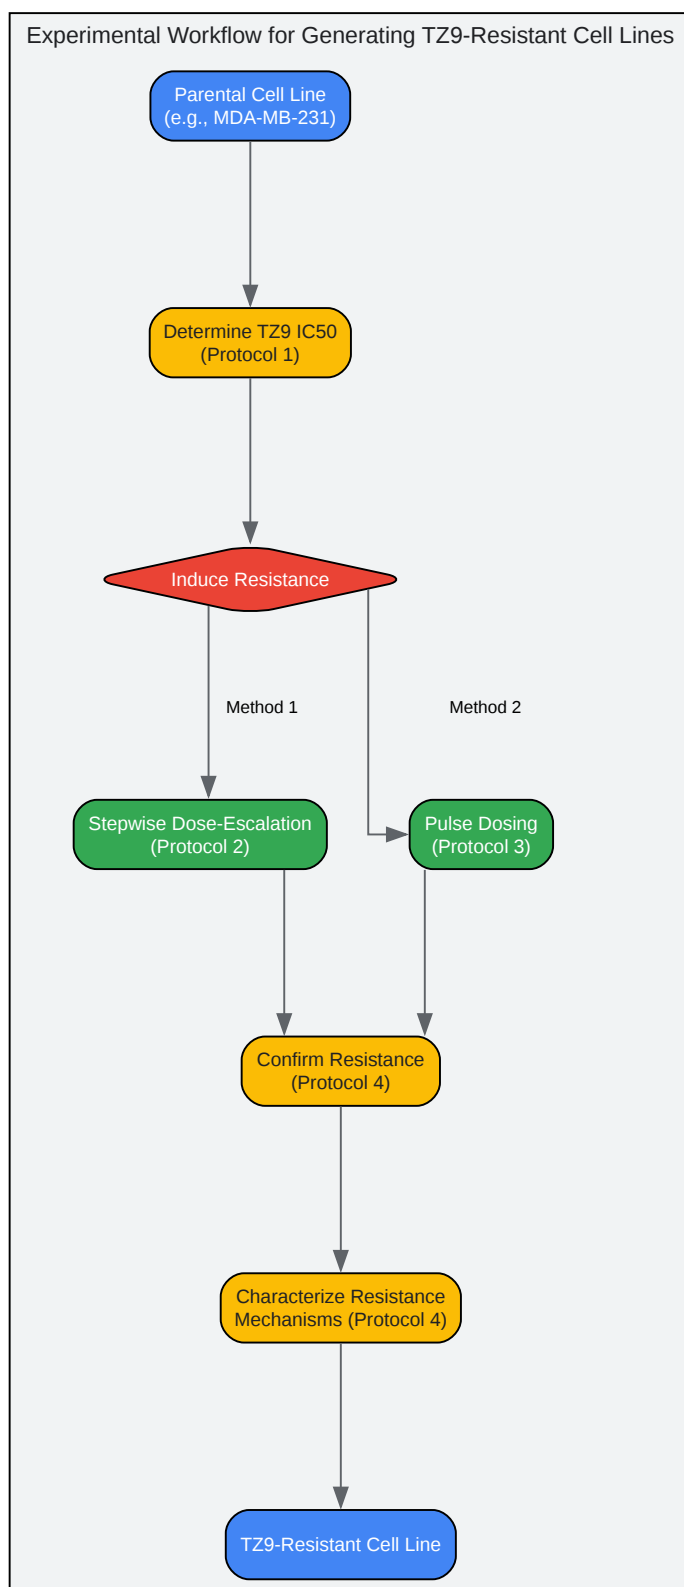 Experimental Workflow for Generating TZ9-Resistant Cell Lines
Parental Cell Line
(e.g., MDA-MB-231)
Determine TZ9 IC50
(Protocol 1)
Induce Resistance
Method 1
Method 2
Stepwise Dose-Escalation
(Protocol 2)
Pulse Dosing
(Protocol 3)
Confirm Resistance
(Protocol 4)
Characterize Resistance
Mechanisms (Protocol 4)
TZ9-Resistant Cell Line